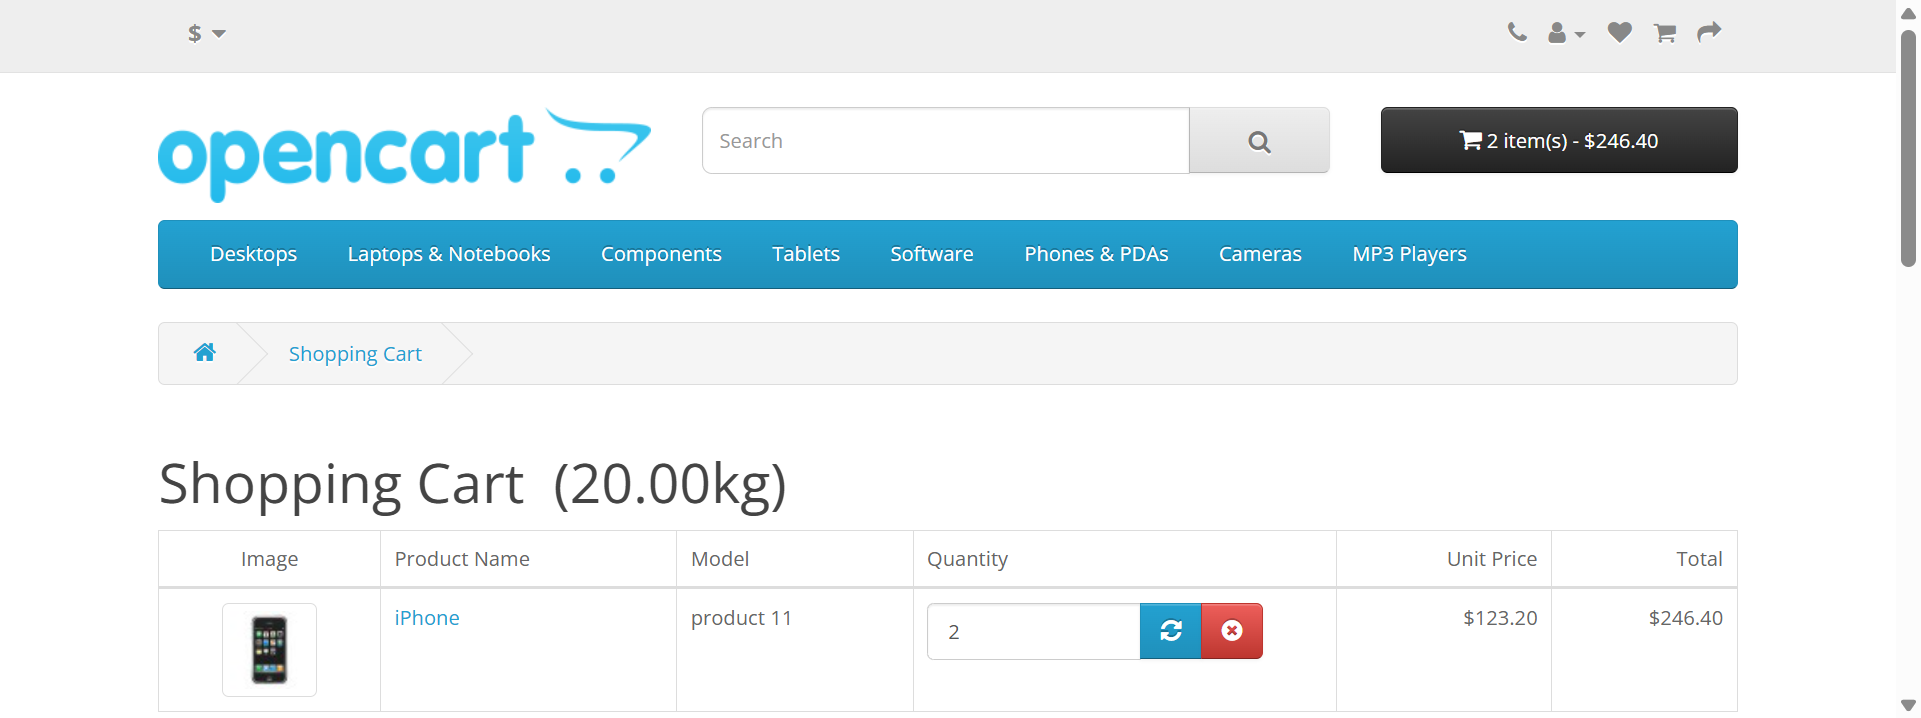 $
opencart
Search
2 item(s) - $246.40
Desktops Laptops & Notebooks Components Tablets Software Phones & PDAs Cameras MP3 Players
Shopping Cart
Shopping Cart (20.00kg)
Image Product Name Model Quantity Unit Price Total
iPhone product 11 2 $123.20 $246.40